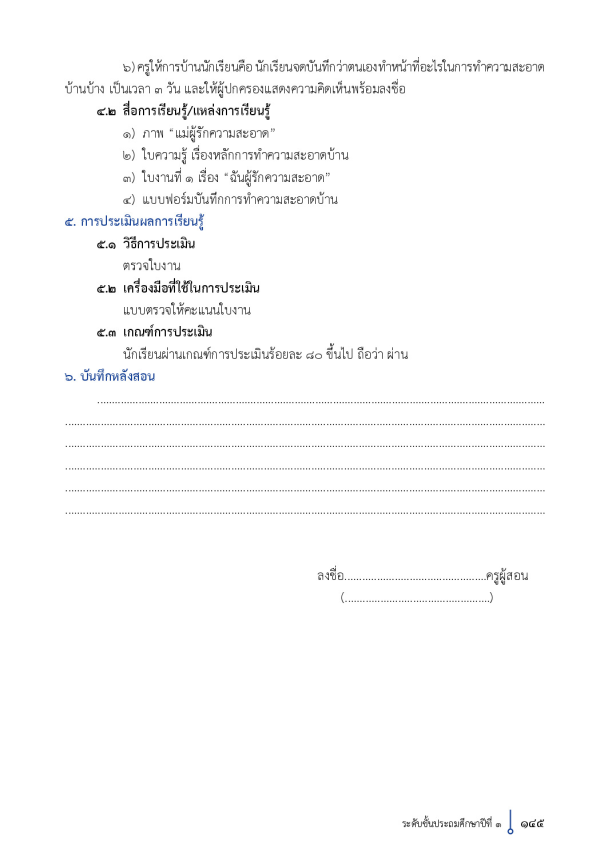 ๖) ครูให้การบ้านนักเรียนคือ นักเรียนจดบันทึกว่าตนเองทำหน้าที่อะไรในการทำความสะอาด
บ้านบ้าง เป็นเวลา ๓ วัน และให้ผู้ปกครองแสดงความคิดเห็นพร้อมลงชื่อ
๔.๒ สื่อการเรียนรู้/แหล่งการเรียนรู้
๑) ภาพ “แม่ผู้รักความสะอาด”
๒) ใบความรู้ เรื่องหลักการทำความสะอาดบ้าน
๓) ใบงานที่ ๑ เรื่อง “ฉันผู้รักความสะอาด”
๔) แบบฟอร์มบันทึกการทำความสะอาดบ้าน
๕. การประเมินผลการเรียนรู้
๕.๑ วิธีการประเมิน
ตรวจใบงาน
๕.๒ เครื่องมือที่ใช้ในการประเมิน
แบบตรวจให้คะแนนใบงาน
๕.๓ เกณฑ์การประเมิน
นักเรียนผ่านเกณฑ์การประเมินร้อยละ ๘๐ ขึ้นไป ถือว่า ผ่าน
๖. บันทึกหลังสอน
ลงชื่อ................................................ครูผู้สอน
(.................................................)
ระดับชั้นประถมศึกษาปีที่ ๑ ๑๔๕